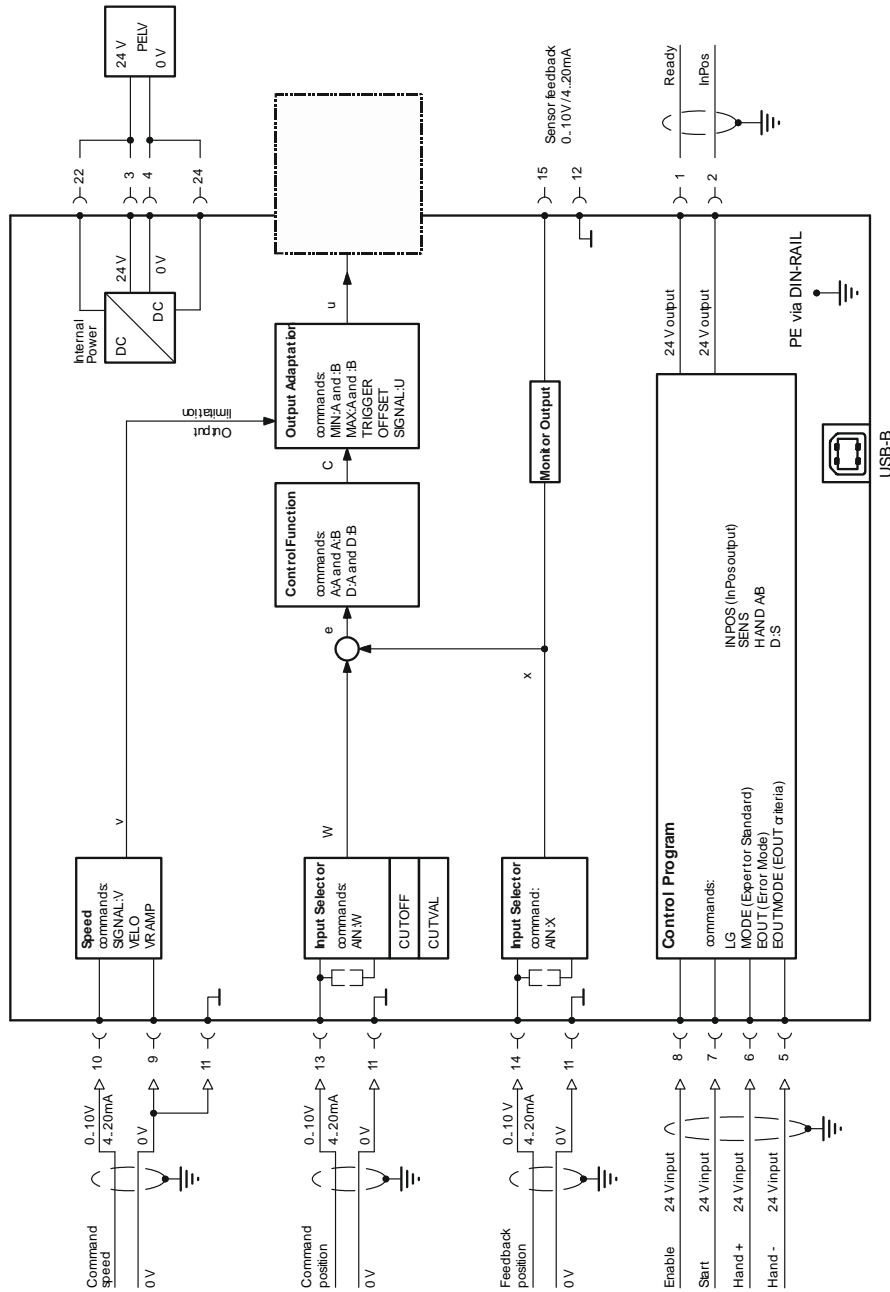 Command
speed
0 V
0..10V
4..20mA
0 V
10
9
11
Speed
commands:
SIGNAL:V
VELO
VRAMP
v
Output
limitation
Internal
Power
DC
DC
24 V
0 V
22
3
4
24
24 V
PELV
0 V
Command
position
0 V
0..10V
4..20mA
0 V
13
11
Input Selector
commands:
AIN:W
CUTOFF
CUTVAL
W
e
Control Function
commands:
A:A and A:B
D:A and D:B
C
Output Adaptation
commands:
MIN:A and :B
MAX:A and :B
TRIGGER
OFFSET
SIGNAL:U
u
Feedback
position
0 V
0..10 V
4..20mA
0 V
14
11
Input Selector
command:
AIN:X
x
Monitor Output
15
12
Sensor feedback
0..10V / 4..20mA
Enable
Start
Hand +
Hand -
24 V input
24 V input
24 V input
24 V input
8
7
6
5
Control Program
commands:
LG
MODE (Expert or Standard)
EOUT (Error Mode)
EOUTMODE (EOUT criteria)
INPOS (InPos output)
SENS
HAND A/B
D:S
24 V output
24 V output
1
2
Ready
InPos
PE via DIN-RAIL
USB-B